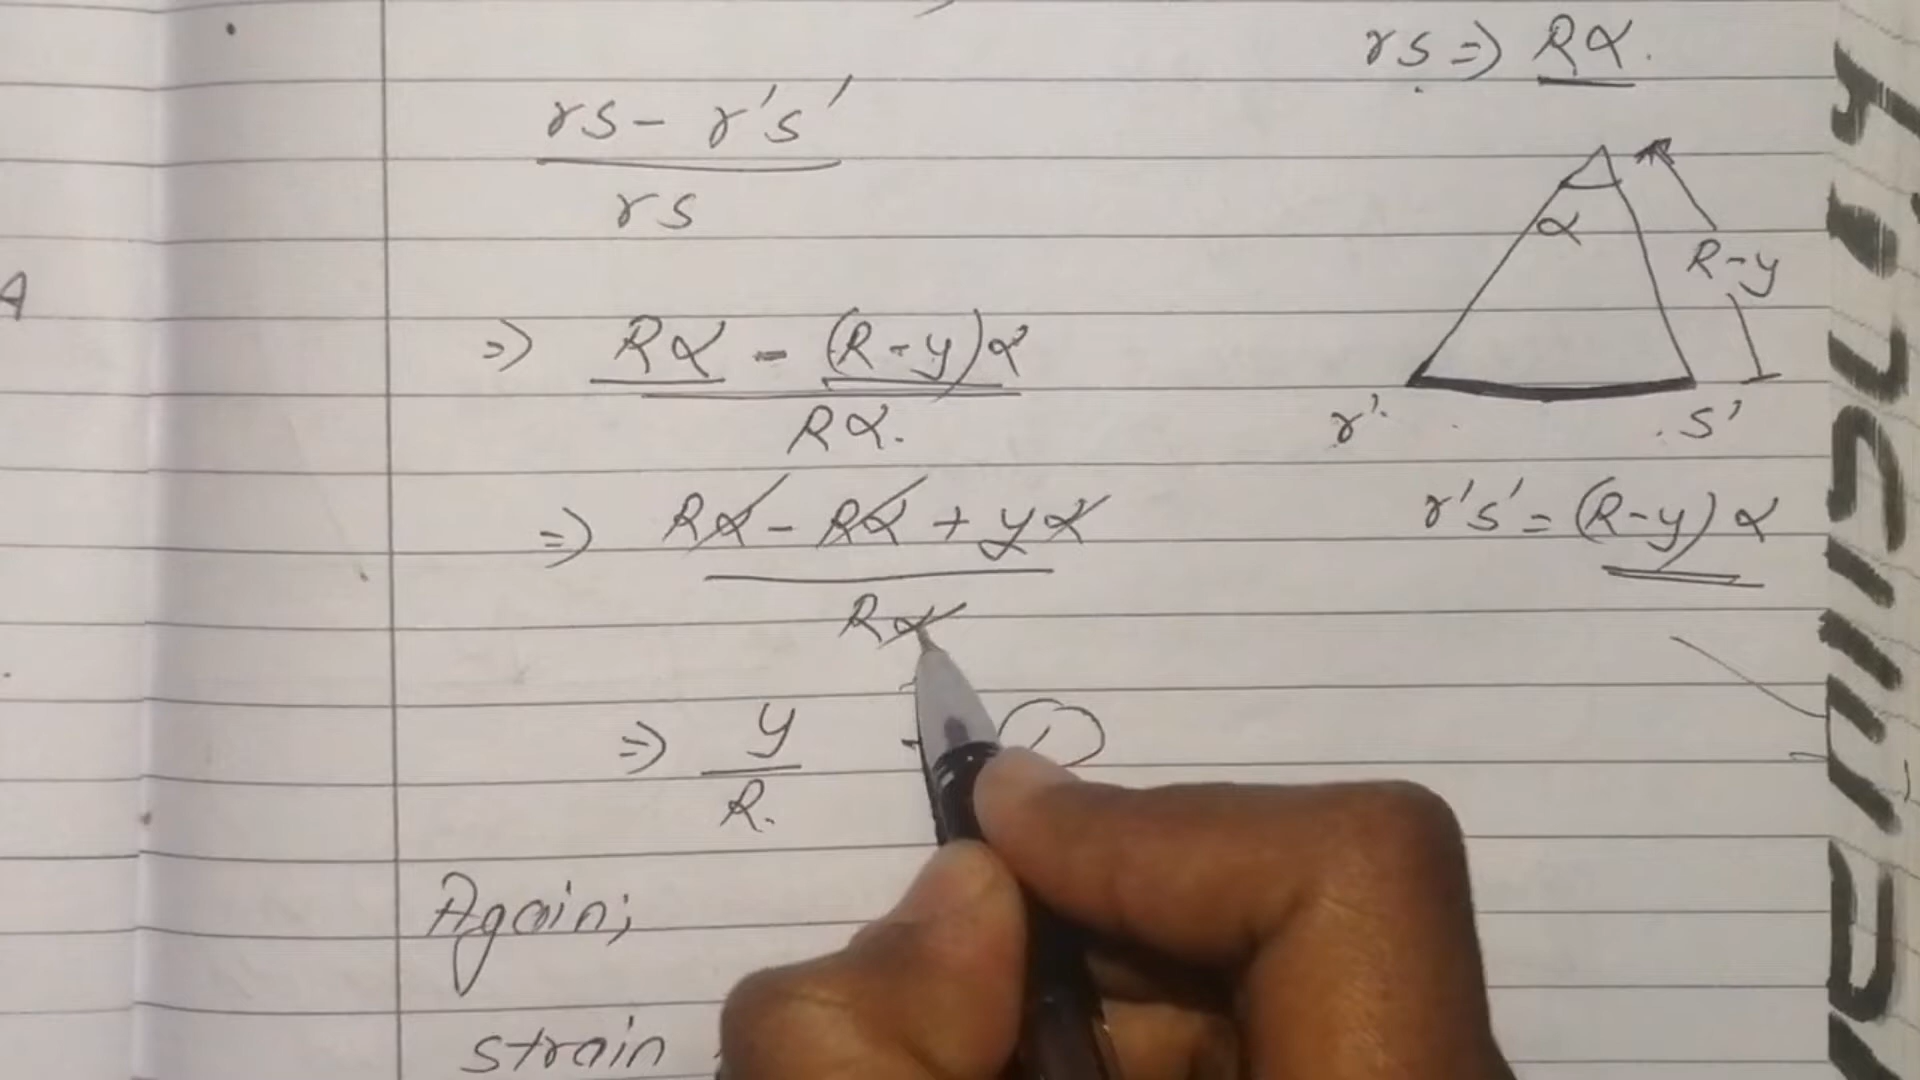 rs => Rα.
rs - r's'
rs
α
R-y
=> Rα - (R-y)α
Rα.
r'
s'
=> Rα - Rα + yα
Rα
r's' = (R-y)α
=> y
R.
Again;
strain
A